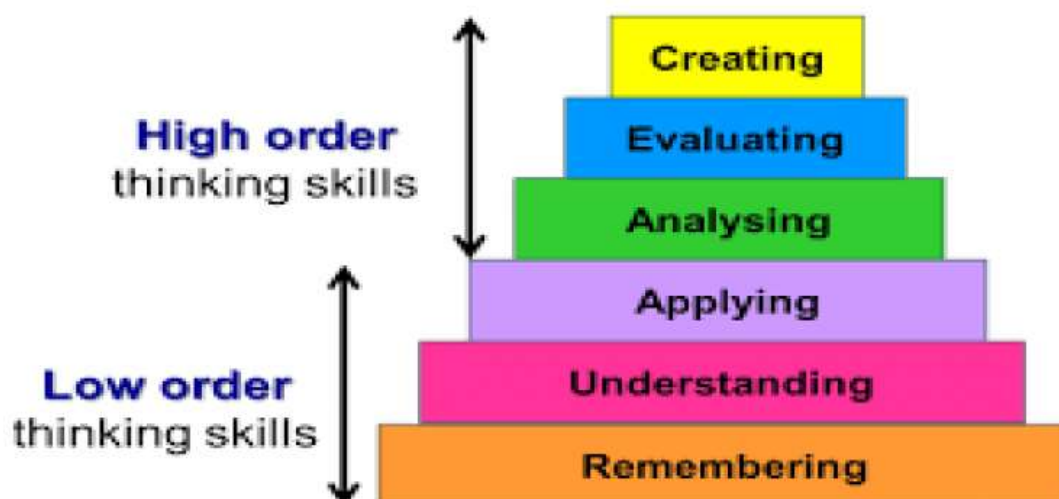 Creating
Evaluating
Analysing
Applying
Understanding
Remembering
High order
thinking skills
Low order
thinking skills